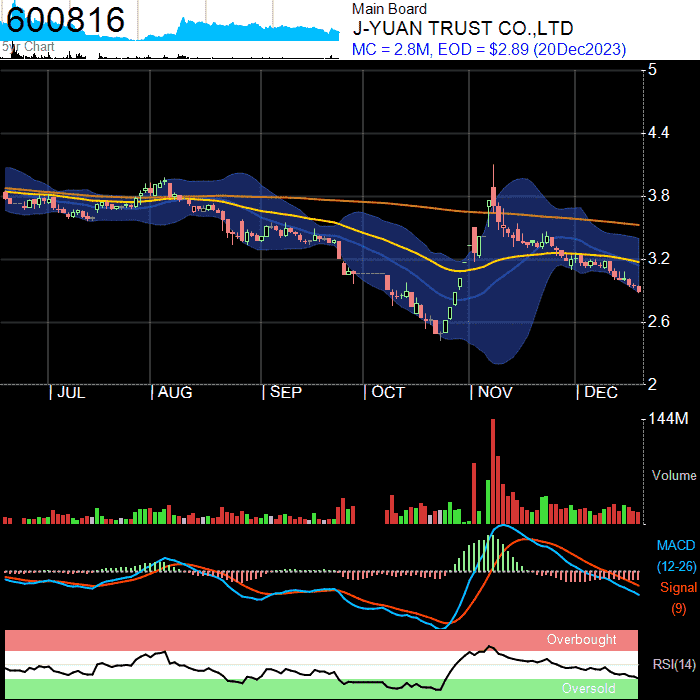 600816
5yr Chart
Main Board
J-YUAN TRUST CO.,LTD
MC = 2.8M, EOD = $2.89 (20Dec2023)
5
4.4
3.8
3.2
2.6
2
JUL
AUG
SEP
OCT
NOV
DEC
144M
Volume
MACD
(12-26)
Signal
(9)
Overbought
RSI(14)
Oversold